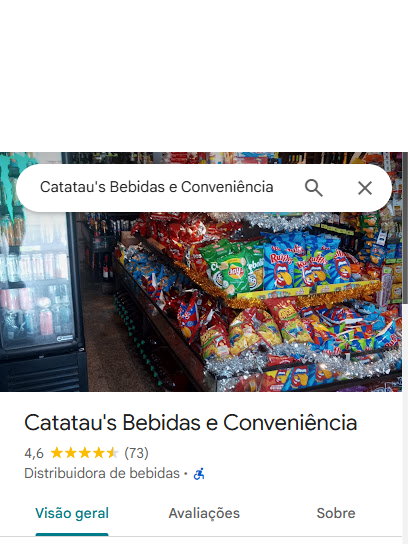 Catatau's Bebidas e Conveniência
Catatau's Bebidas e Conveniência
4,6 (73)
Distribuidora de bebidas ·
Visão geral Avaliações Sobre